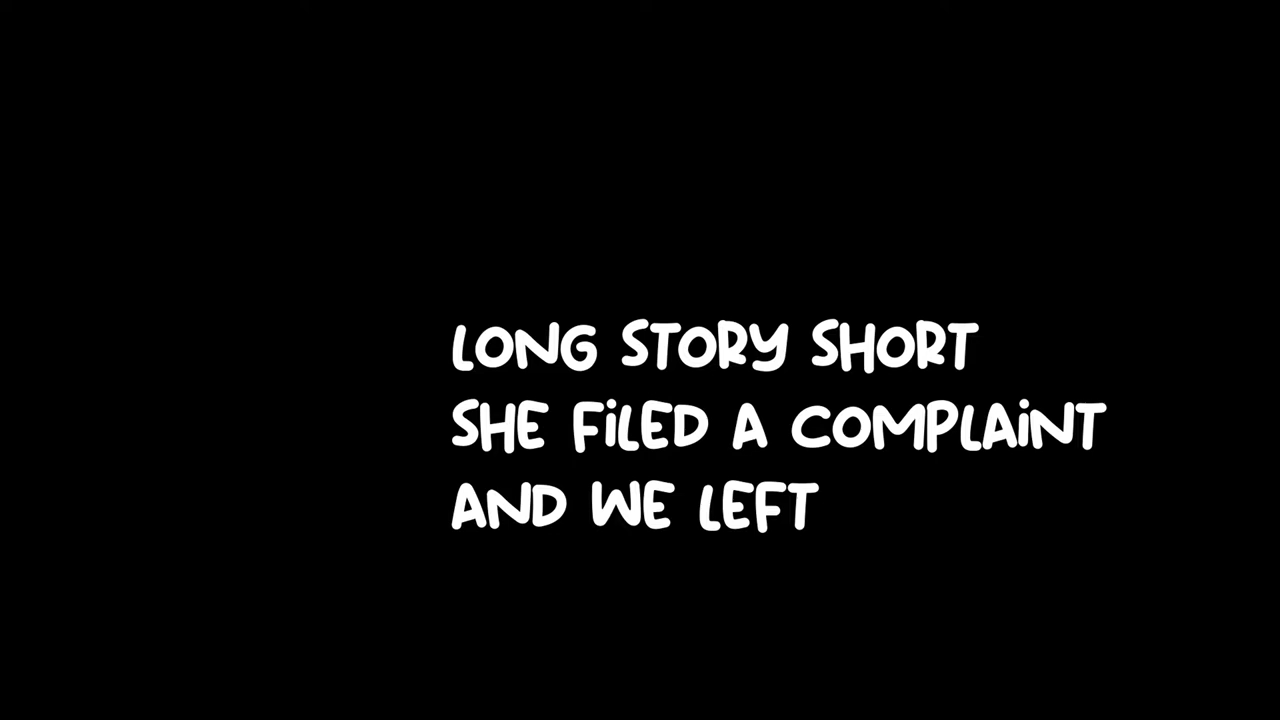 LONG STORY SHORT
SHE FiLED A COMPLAiNT
AND WE LEFT